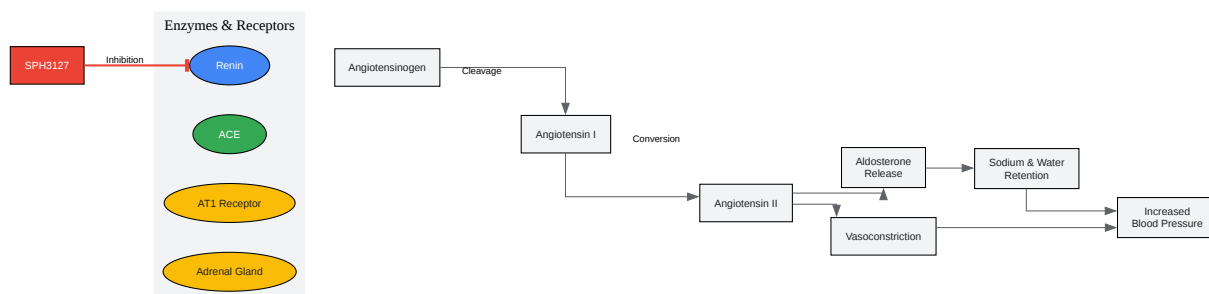 Enzymes & Receptors
SPH3127
Inhibition
Renin
Angiotensinogen
Cleavage
ACE
Angiotensin I
Conversion
AT1 Receptor
Angiotensin II
Aldosterone
Release
Sodium & Water
Retention
Vasoconstriction
Increased
Blood Pressure
Adrenal Gland